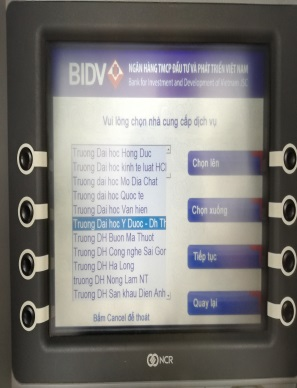 BIDV NGÂN HÀNG TMCP ĐẦU TƯ VÀ PHÁT TRIỂN VIỆT NAM
Bank for Investment and Development of Vietnam JSC
Vui lòng chọn nhà cung cấp dịch vụ
Truong Dai hoc Hong Duc
Truong Dai hoc kinh te luat HCI
Truong dai hoc Mo Dia Chat
Truong dai hoc Quoc te
Truong Dai hoc Van hien
Truong Dai hoc Y Duoc - Dh Th
Truong DH Buon Ma Thuot
Truong DH Cong nghe Sai Gor
Truong DH Ha Long
truong DH Nong Lam NT
Truong DH San khau Dien Anh
Chọn lên
Chọn xuống
Tiếp tục
Quay lại
Bấm Cancel để thoát
NCR